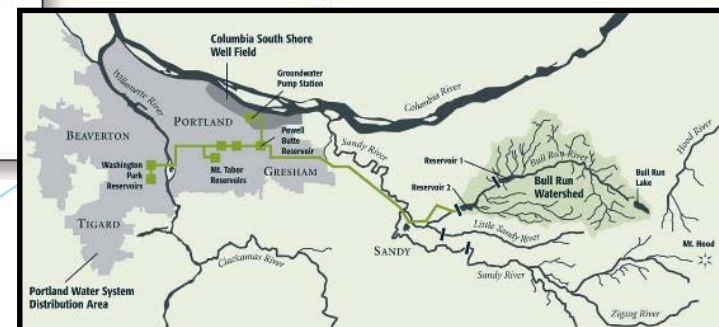 Columbia South Shore
Well Field
Groundwater
Pump Station
Willamette River
PORTLAND
Columbia River
BEAVERTON
Powell
Butte
Reservoir
Sandy River
Hood River
Washington
Park
Reservoirs
Mt. Tabor
Reservoirs
GRESHAM
Reservoir 1
Bull Run River
Reservoir 2
Bull Run
Watershed
Bull Run
Lake
TIGARD
Little Sandy River
SANDY
Mt. Hood
Clackamas River
Sandy River
Portland Water System
Distribution Area
Zigzag River